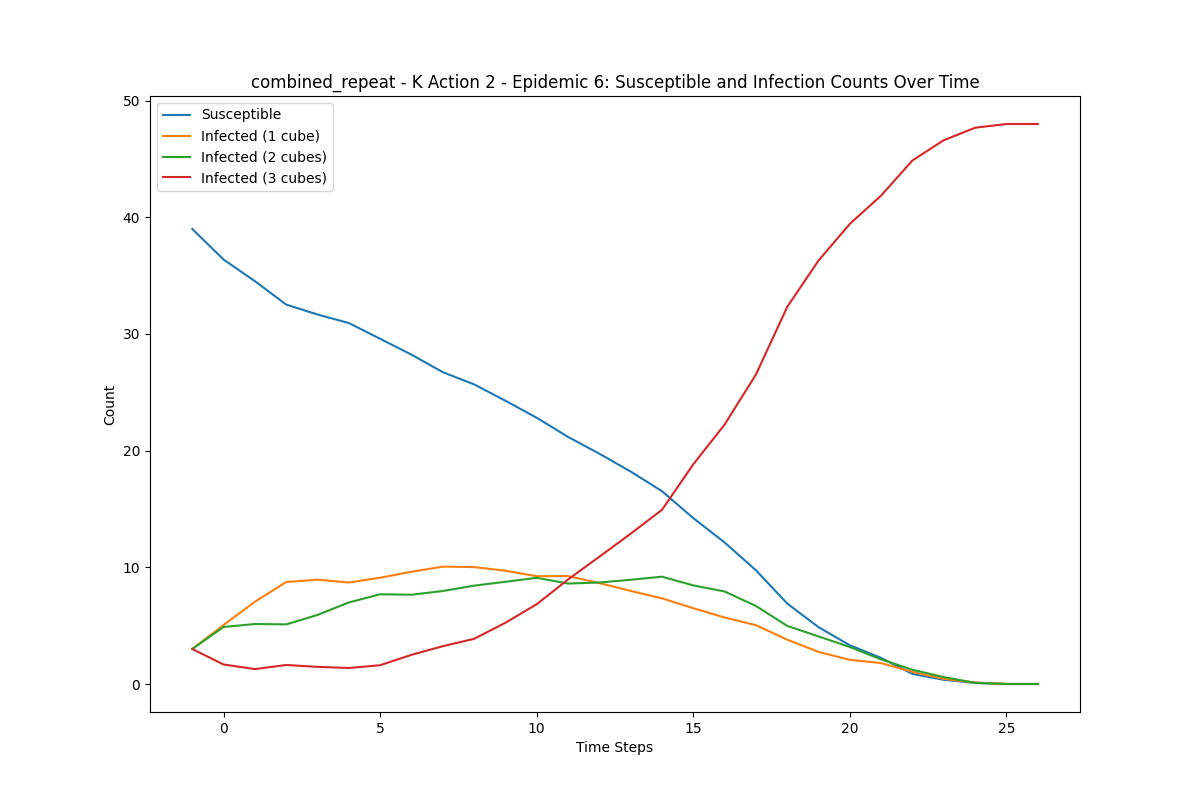 combined_repeat - K Action 2 - Epidemic 6: Susceptible and Infection Counts Over Time
Susceptible
Infected (1 cube)
Infected (2 cubes)
Infected (3 cubes)
50
40
30
20
10
0
Count
0 5 10 15 20 25
Time Steps